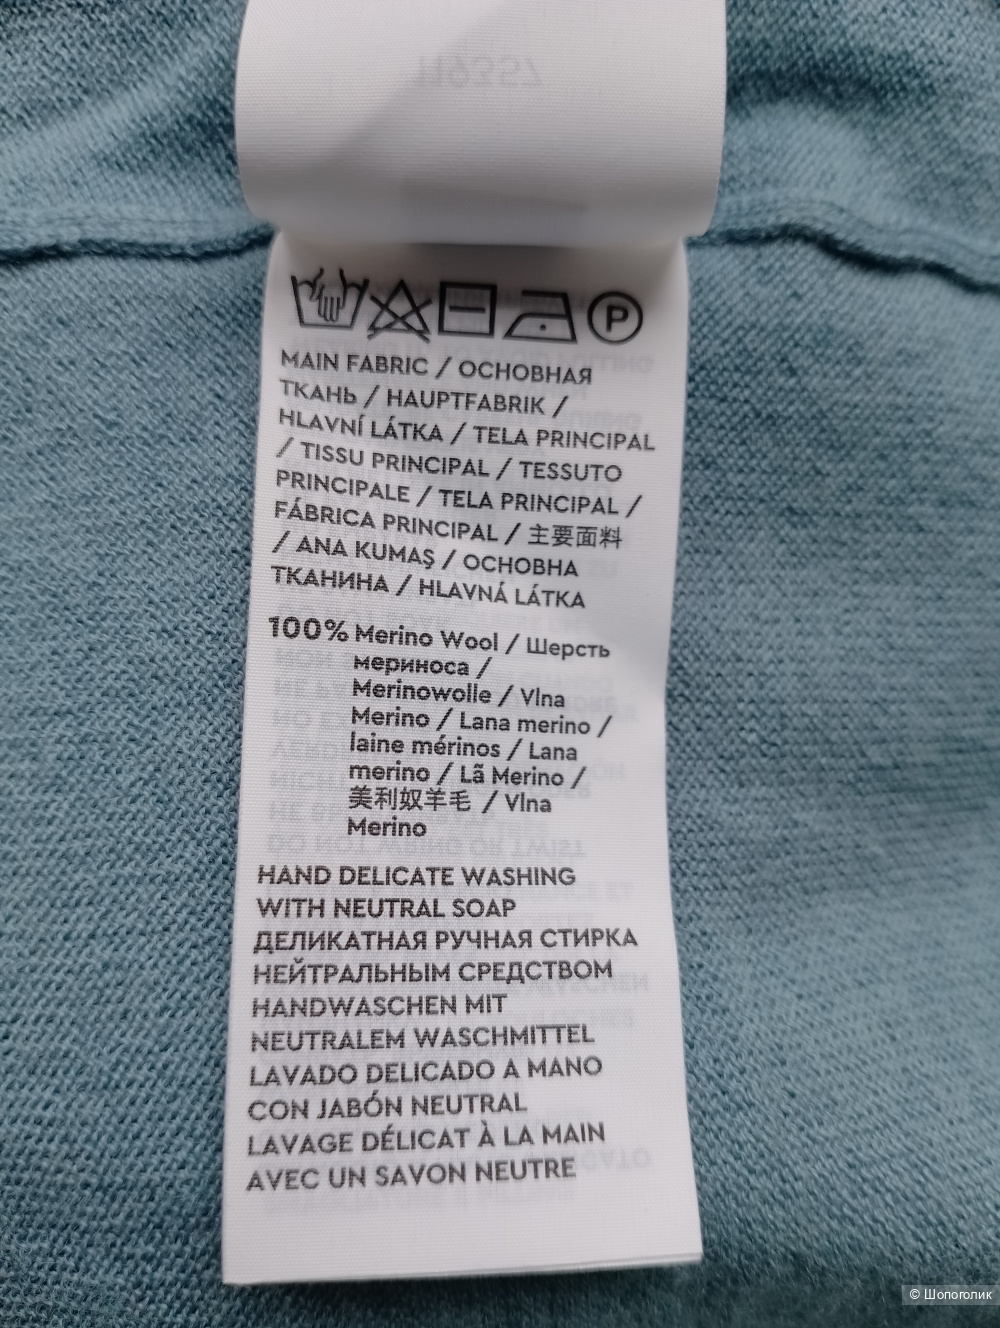 P
MAIN FABRIC / ОСНОВНАЯ
ТКАНЬ / HAUPTFABRIK /
HLAVNÍ LÁTKA / TELA PRINCIPAL
/ TISSU PRINCIPAL / TESSUTO
PRINCIPALE / TELA PRINCIPAL /
FÁBRICA PRINCIPAL / 主要面料
/ ANA KUMAŞ / ОСНОВНА
ТКАНИНА / HLAVNÁ LÁTKA
100% Merino Wool / Шерсть
мериноса /
Merinowolle / Vlna
Merino / Lana merino /
laine mérinos / Lana
merino / Lã Merino /
美利奴羊毛 / Vlna
Merino
HAND DELICATE WASHING
WITH NEUTRAL SOAP
ДЕЛИКАТНАЯ РУЧНАЯ СТИРКА
НЕЙТРАЛЬНЫМ СРЕДСТВОМ
HANDWASCHEN MIT
NEUTRALEM WASCHMITTEL
LAVADO DELICADO A MANO
CON JABÓN NEUTRAL
LAVAGE DÉLICAT À LA MAIN
AVEC UN SAVON NEUTRE
© Шопоголик